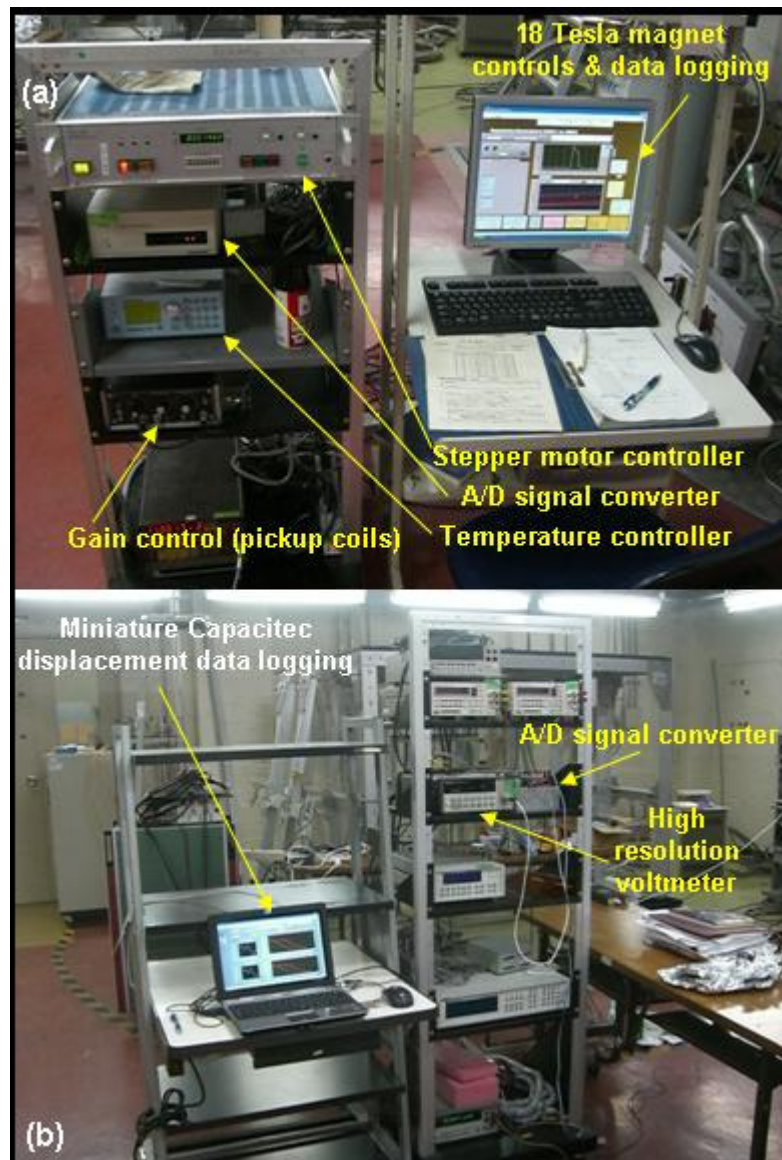 18 Tesla magnet
controls & data logging
(a)
Stepper motor controller
A/D signal converter
Gain control (pickup coils)
Temperature controller
Miniature Capacitec
displacement data logging
A/D signal converter
High
resolution
voltmeter
(b)